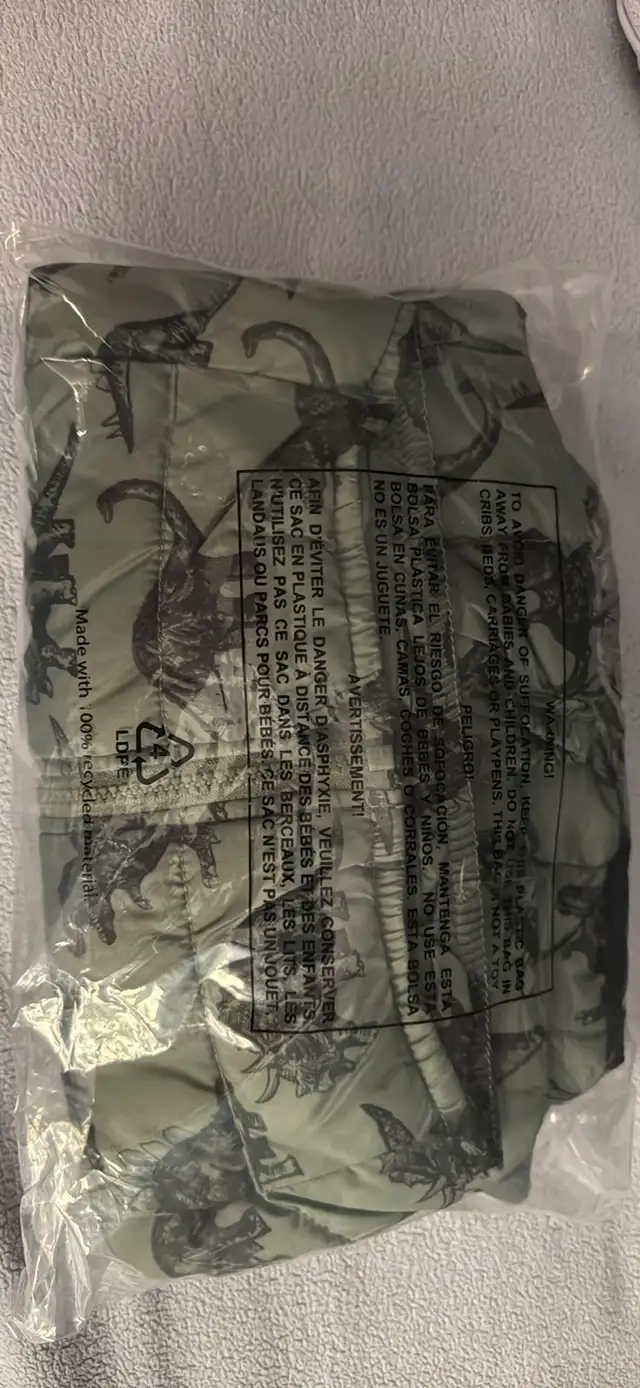 WARNING!
TO AVOID DANGER OF SUFFOCATION, KEEP THIS PLASTIC BAG
AWAY FROM BABIES AND CHILDREN. DO NOT USE THIS BAG IN
CRIBS, BEDS, CARRIAGES OR PLAYPENS. THIS BAG IS NOT A TOY.
PELIGRO!
PARA EVITAR EL RIESGO DE SOFOCACION, MANTENGA ESTA
BOLSA PLASTICA LEJOS DE BEBES Y NIÑOS. NO USE ESTA
BOLSA EN CUNAS, CAMAS, COCHES O CORRALES. ESTA BOLSA
NO ES UN JUGUETE.
AVERTISSEMENT!
AFIN D'ÉVITER LE DANGER D'ASPHYXIE, VEUILLEZ CONSERVER
CE SAC EN PLASTIQUE À DISTANCE DES BÉBÉS ET DES ENFANTS.
N'UTILISEZ PAS CE SAC DANS LES BERCEAUX, LES LITS, LES
LANDAUS OU PARCS POUR BÉBÉS. CE SAC N'EST PAS UN JOUET.
4
LDPE
Made with 100% recycled material